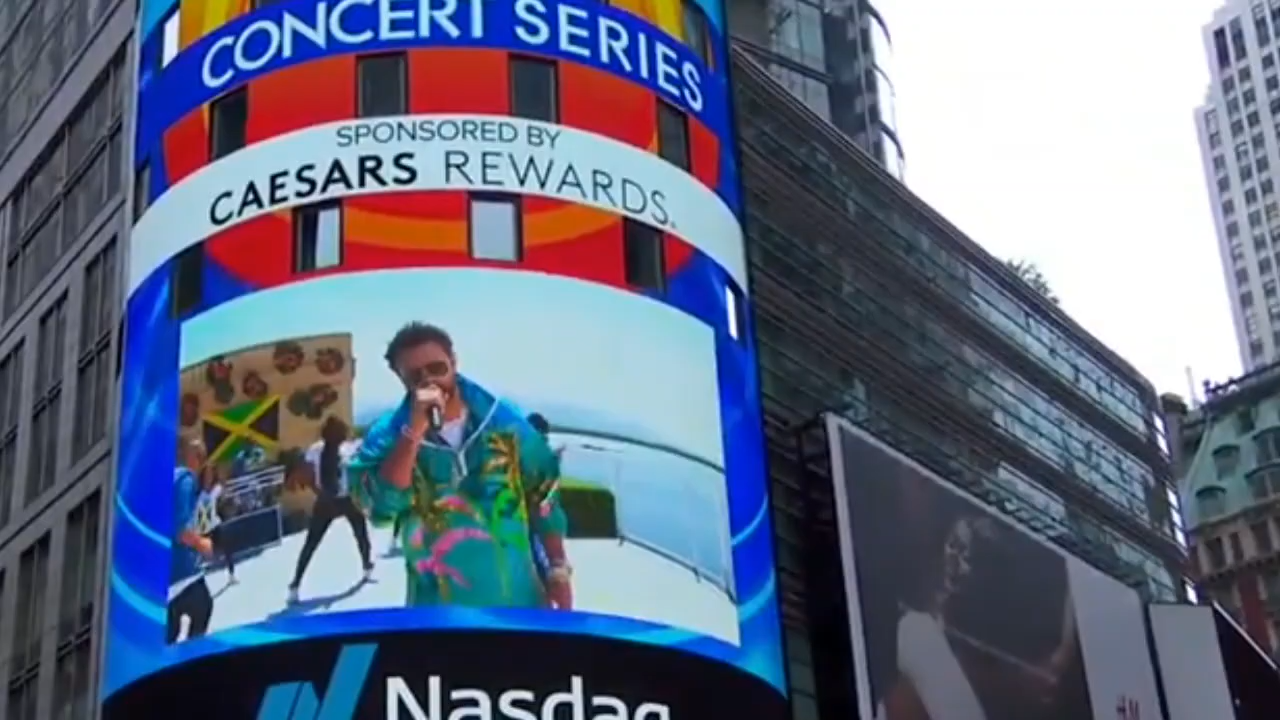 CONCERT SERIES
SPONSORED BY
CAESARS REWARDS.
Nasdaq
H&M